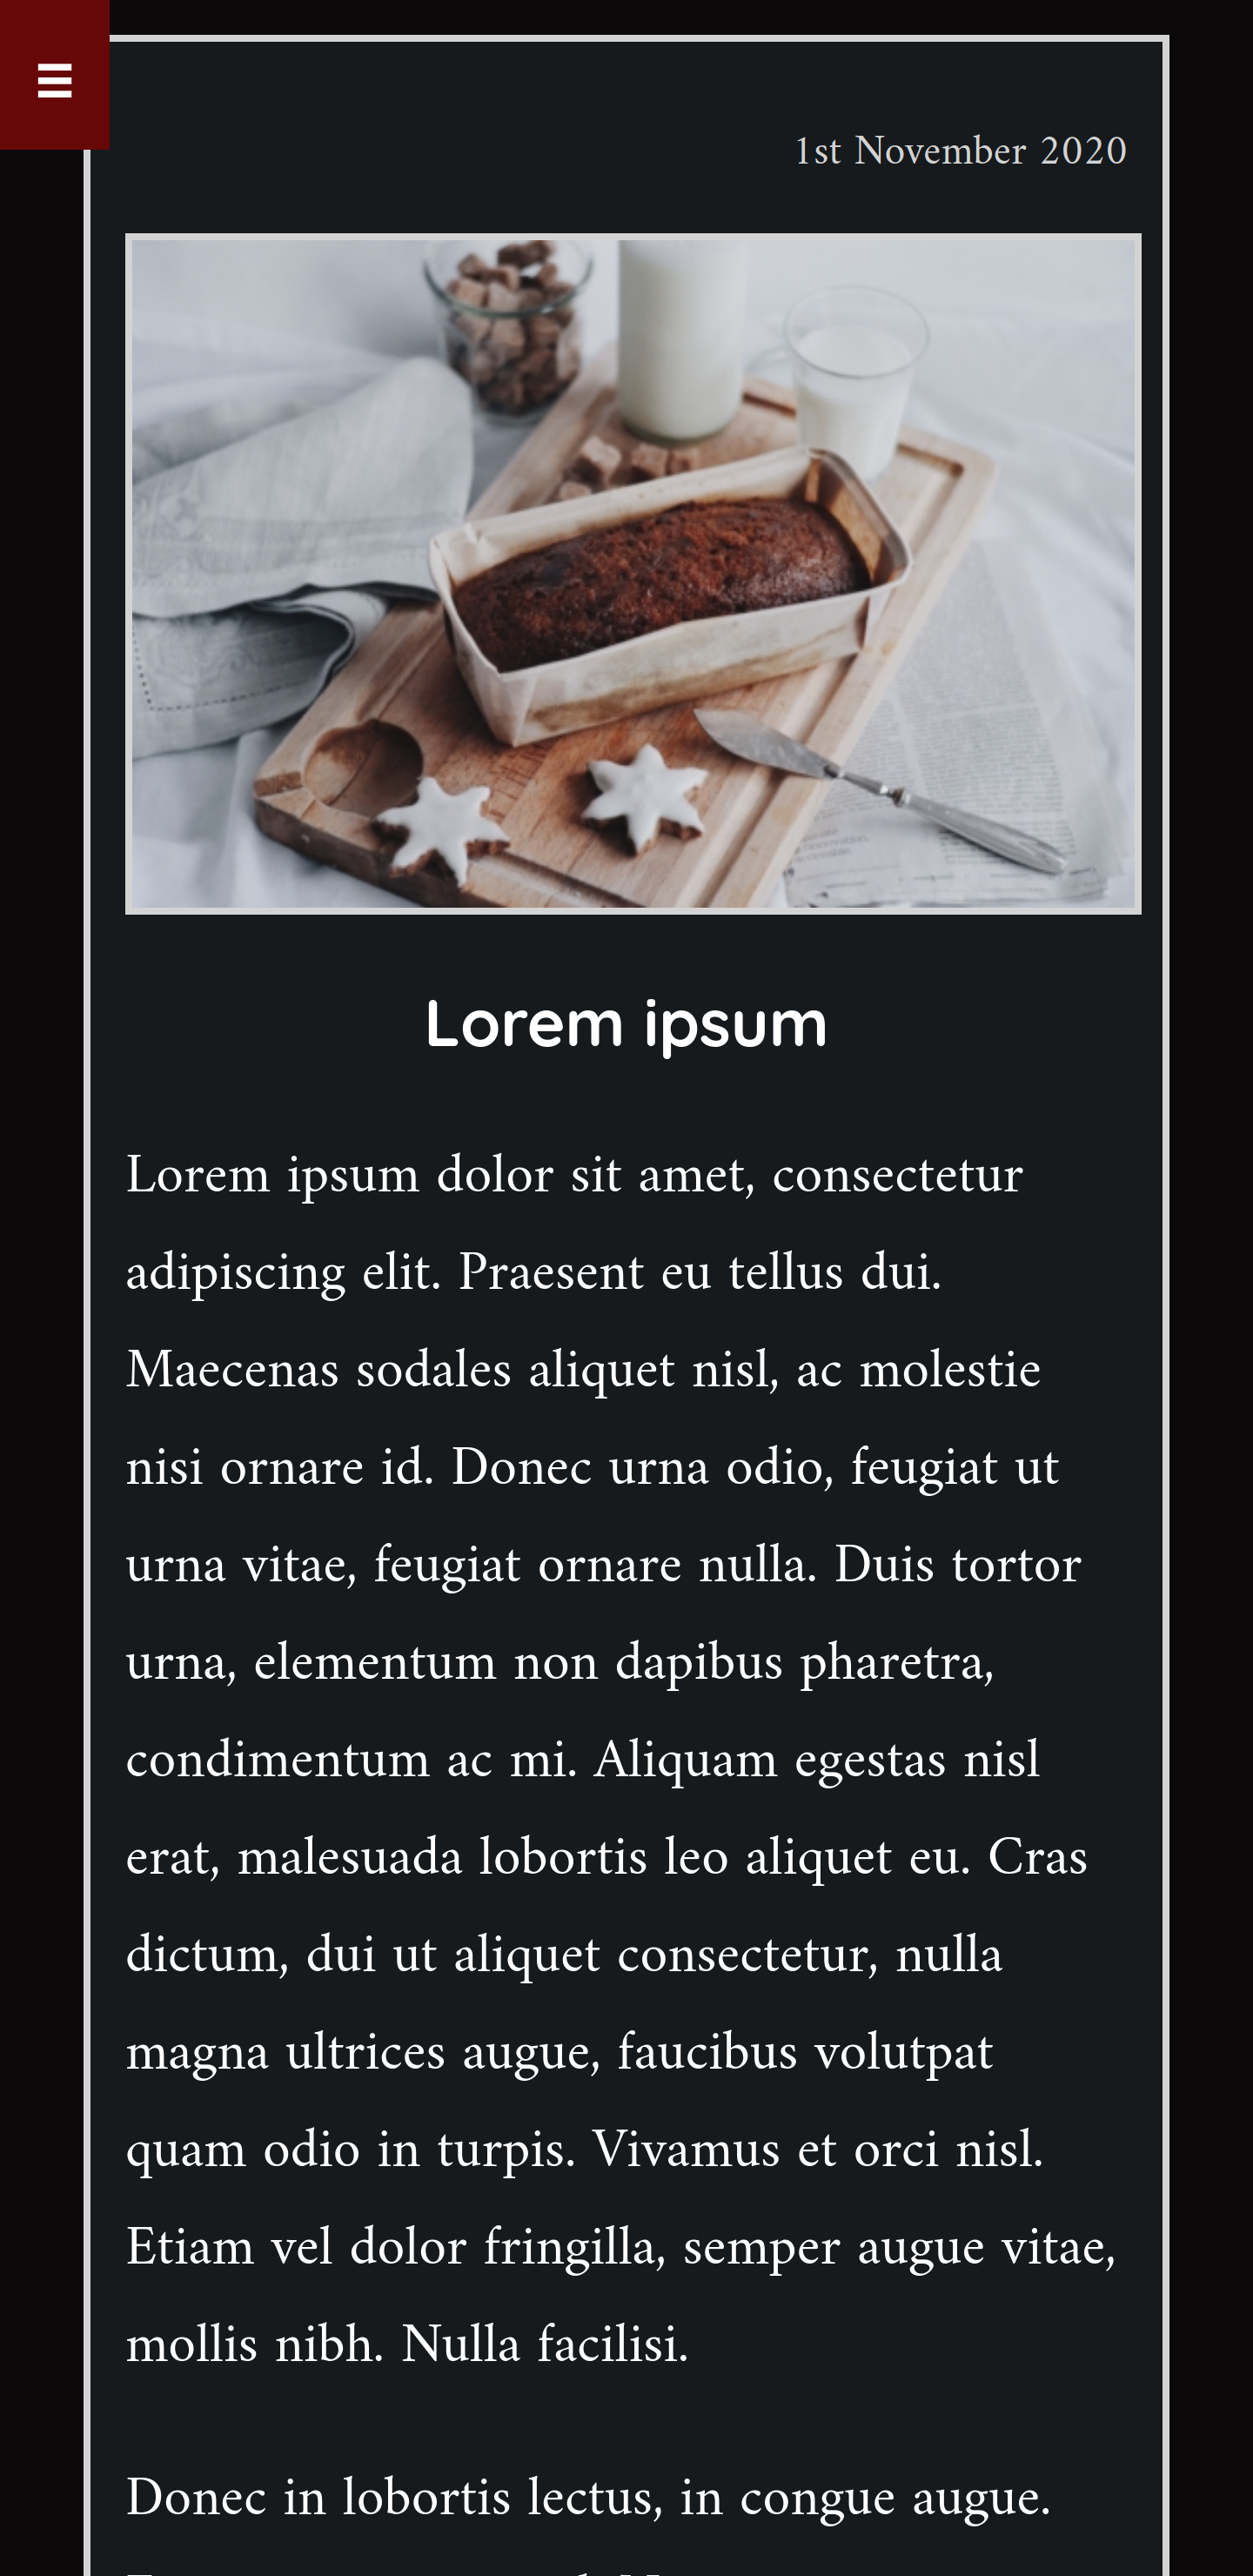 1st November 2020
Lorem ipsum
Lorem ipsum dolor sit amet, consectetur
adipiscing elit. Praesent eu tellus dui.
Maecenas sodales aliquet nisl, ac molestie
nisi ornare id. Donec urna odio, feugiat ut
urna vitae, feugiat ornare nulla. Duis tortor
urna, elementum non dapibus pharetra,
condimentum ac mi. Aliquam egestas nisl
erat, malesuada lobortis leo aliquet eu. Cras
dictum, dui ut aliquet consectetur, nulla
magna ultrices augue, faucibus volutpat
quam odio in turpis. Vivamus et orci nisl.
Etiam vel dolor fringilla, semper augue vitae,
mollis nibh. Nulla facilisi.
Donec in lobortis lectus, in congue augue.